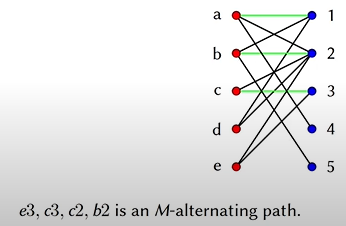 a 1
b 2
c 3
d 4
e 5
e3, c3, c2, b2 is an M-alternating path.